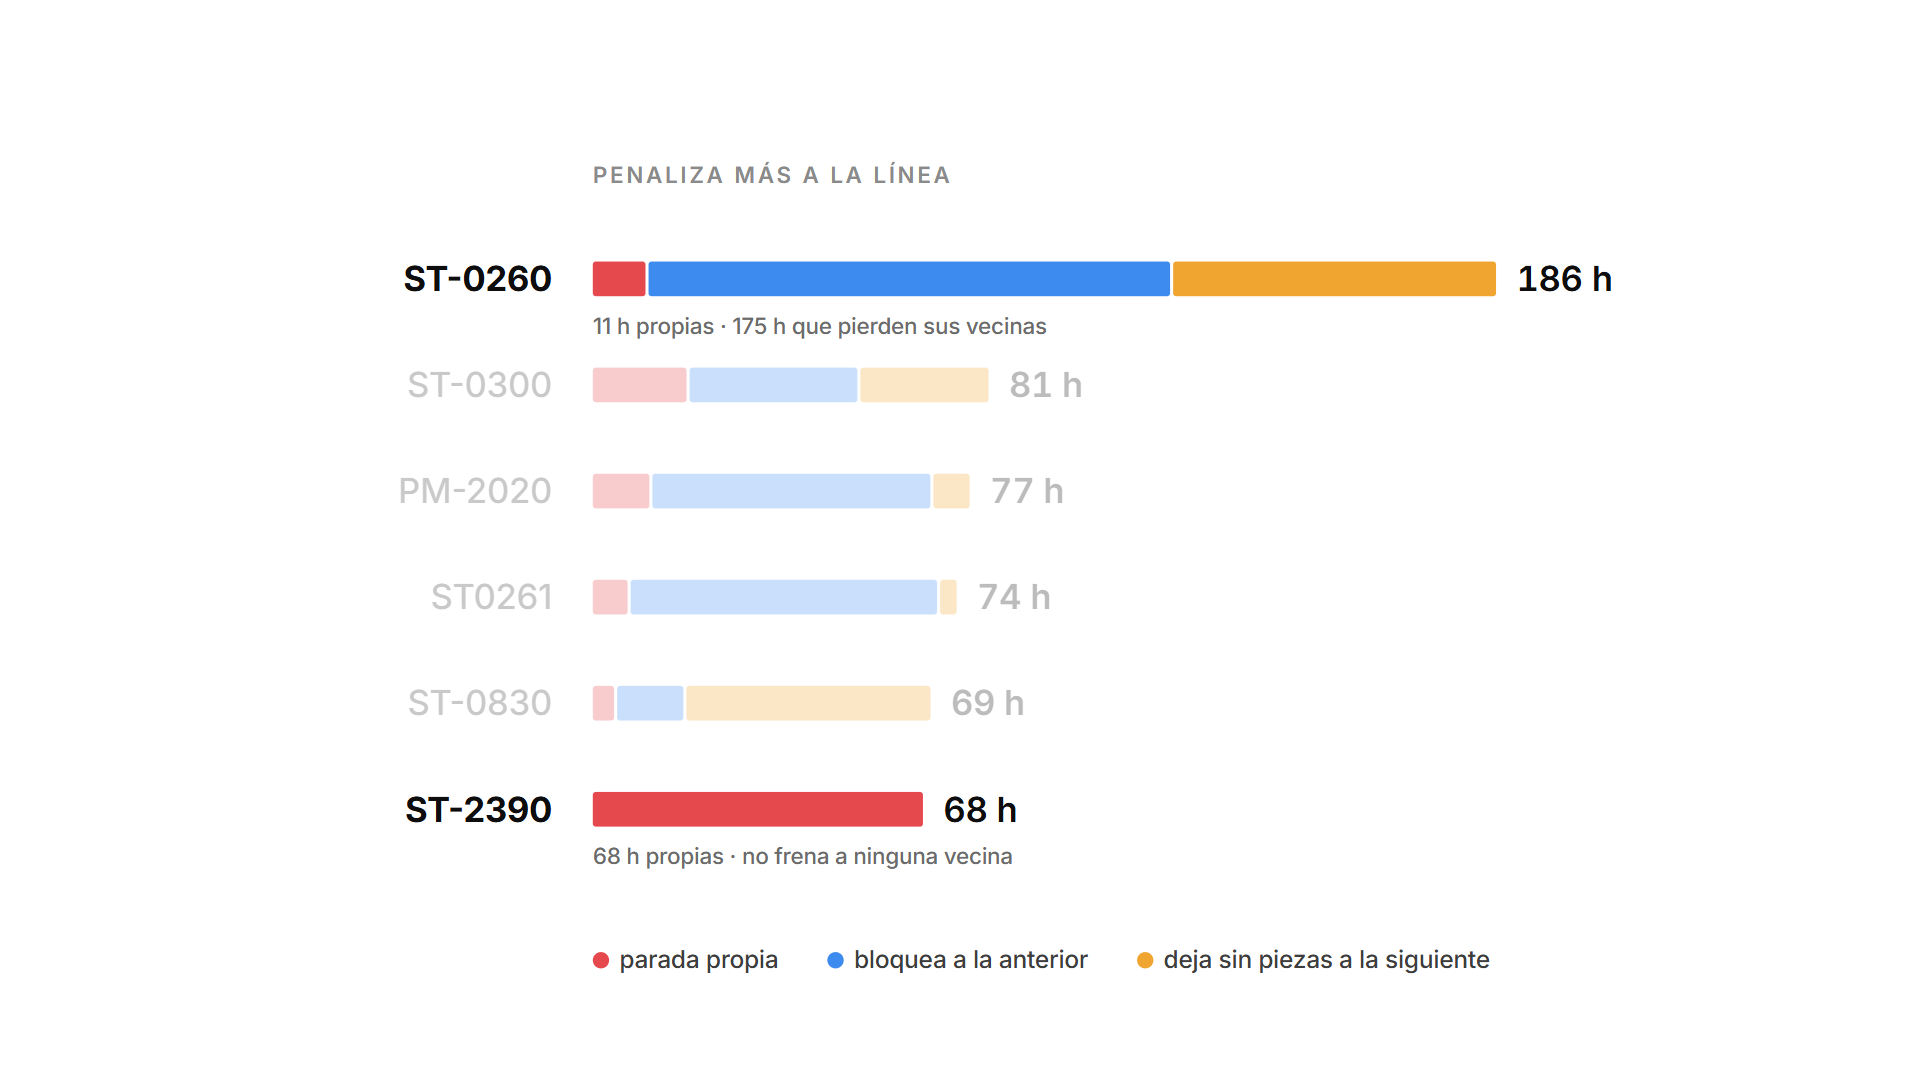 PENALIZA MÁS A LA LÍNEA
ST-0260 186 h
11 h propias · 175 h que pierden sus vecinas
ST-0300 81 h
PM-2020 77 h
ST0261 74 h
ST-0830 69 h
ST-2390 68 h
68 h propias · no frena a ninguna vecina
parada propia bloquea a la anterior deja sin piezas a la siguiente